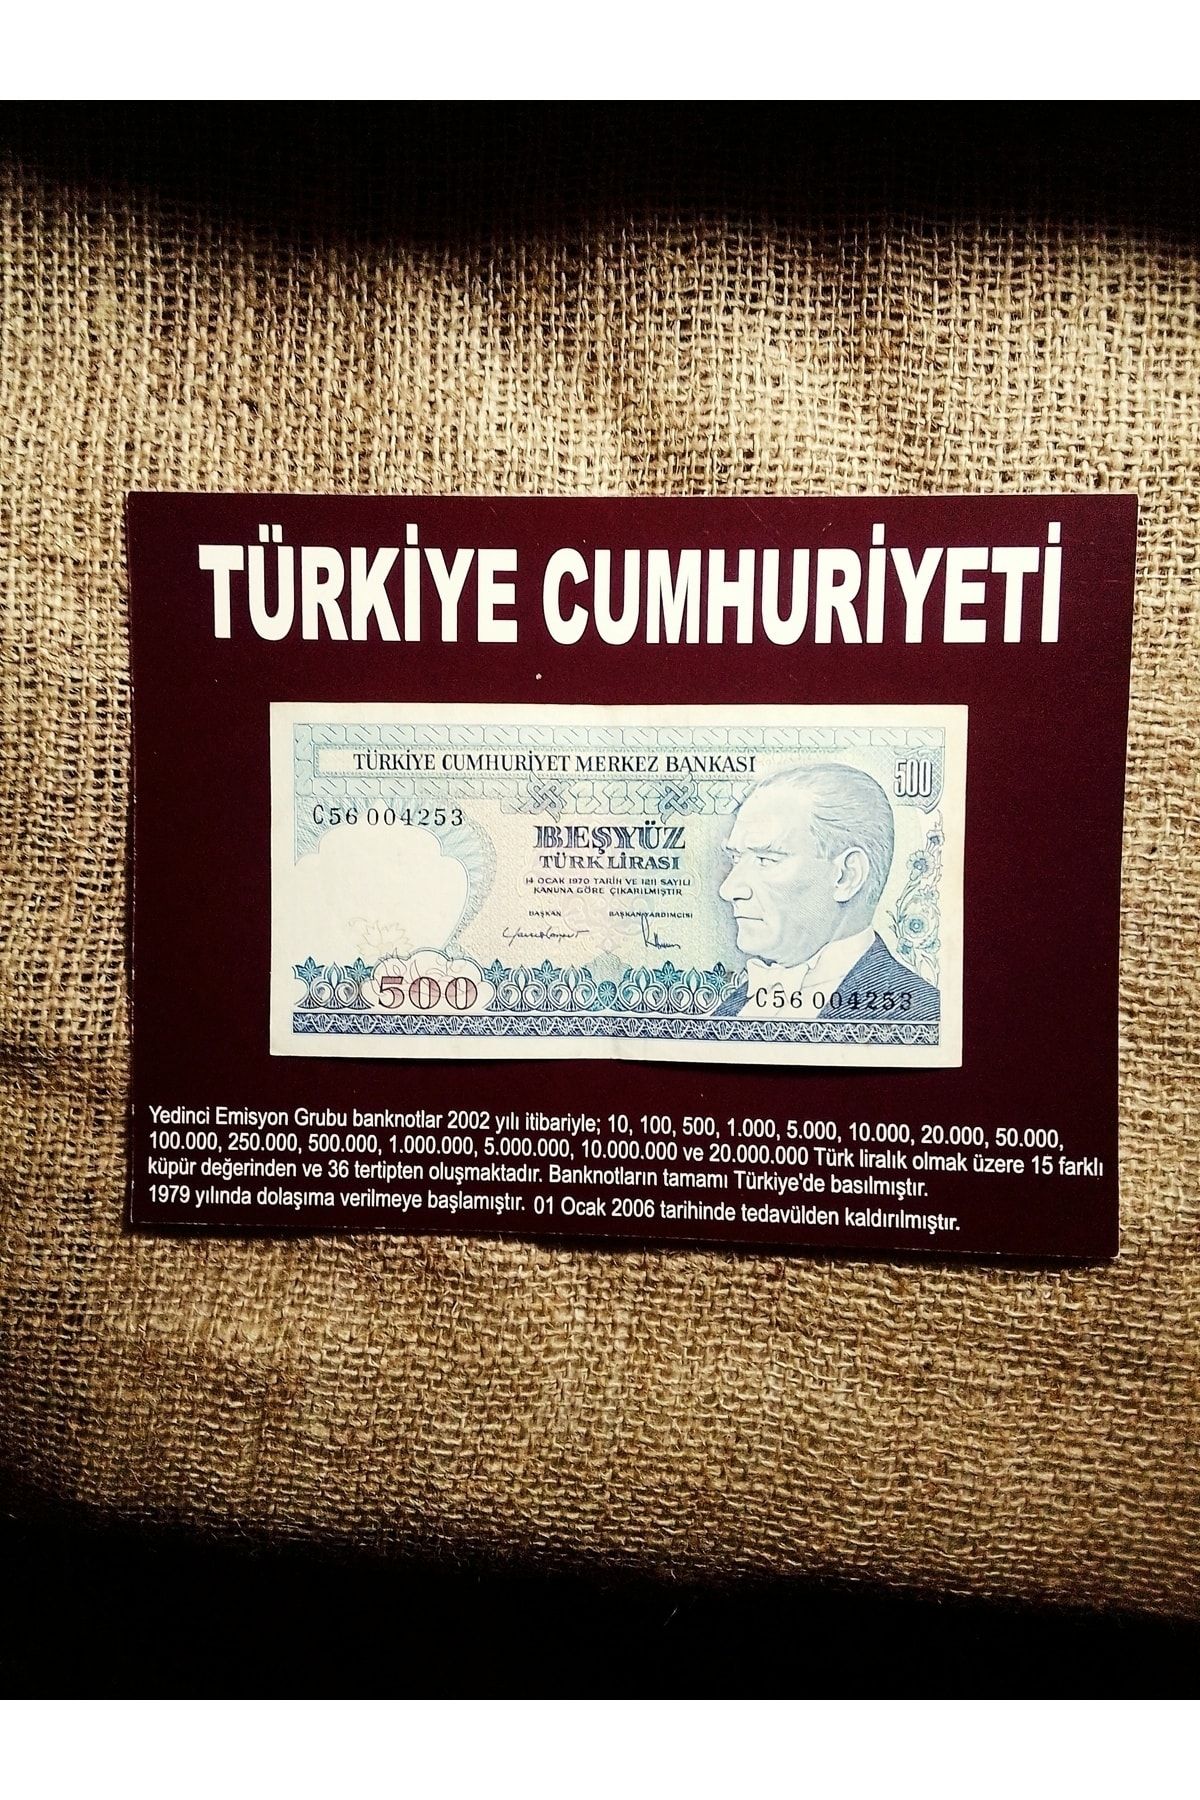 TÜRKİYE CUMHURİYETİ
TÜRKİYE CUMHURİYET MERKEZ BANKASI
500
C56 004253
BEŞYÜZ
TÜRK LİRASI
14 OCAK 1970 TARİH VE 1211 SAYILI
KANUNA GÖRE ÇIKARILMIŞTIR
BAŞKAN BAŞKAN YARDIMCISI
500
C56 004253
Yedinci Emisyon Grubu banknotlar 2002 yılı itibariyle; 10, 100, 500, 1.000, 5.000, 10.000, 20.000, 50.000,
100.000, 250.000, 500.000, 1.000.000, 5.000.000, 10.000.000 ve 20.000.000 Türk liralık olmak üzere 15 farklı
küpür değerinden ve 36 tertipten oluşmaktadır. Banknotların tamamı Türkiye'de basılmıştır.
1979 yılında dolaşıma verilmeye başlamıştır. 01 Ocak 2006 tarihinde tedavülden kaldırılmıştır.